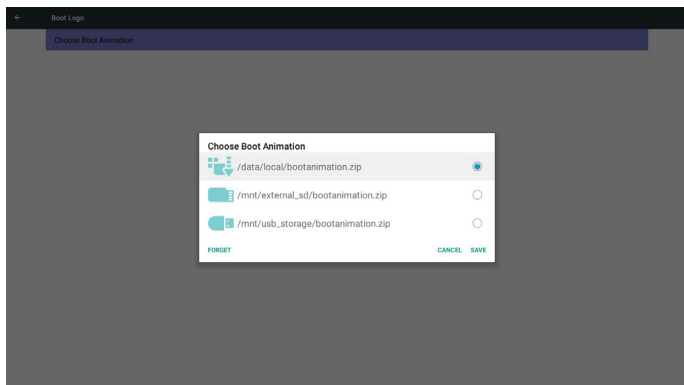 Boot Logo
Choose Boot Animation
Choose Boot Animation
/data/local/bootanimation.zip
/mnt/external_sd/bootanimation.zip
/mnt/usb_storage/bootanimation.zip
FORGET CANCEL SAVE